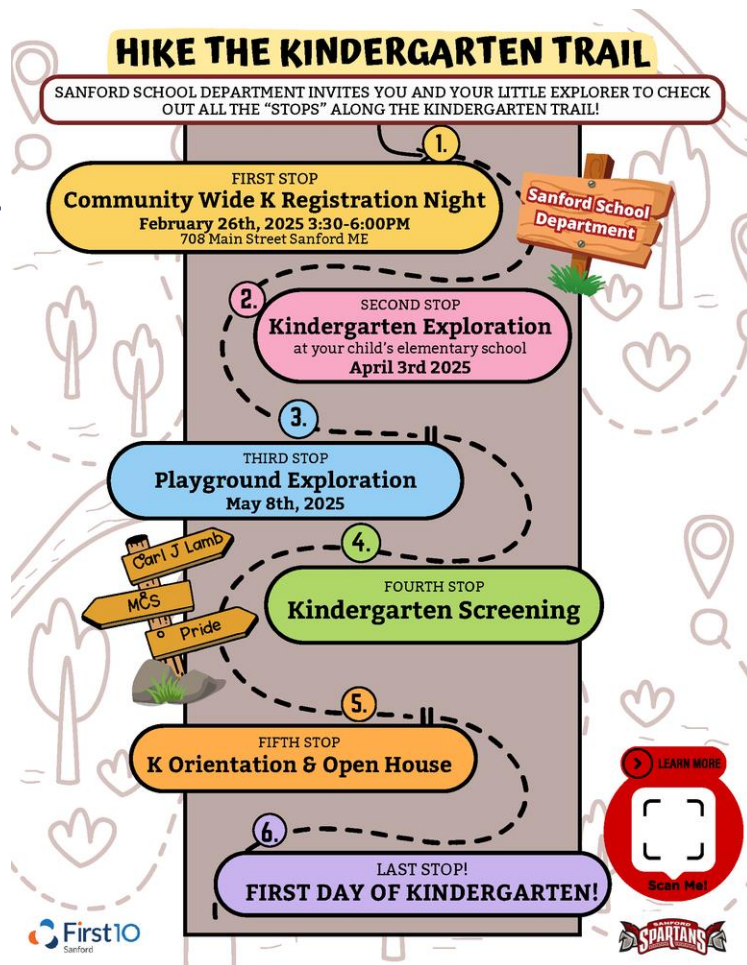 HIKE THE KINDERGARTEN TRAIL
SANFORD SCHOOL DEPARTMENT INVITES YOU AND YOUR LITTLE EXPLORER TO CHECK
OUT ALL THE “STOPS” ALONG THE KINDERGARTEN TRAIL!
1.
FIRST STOP
Community Wide K Registration Night
February 26th, 2025 3:30-6:00PM
708 Main Street Sanford ME
Sanford School
Department
2.
SECOND STOP
Kindergarten Exploration
at your child's elementary school
April 3rd 2025
3.
THIRD STOP
Playground Exploration
May 8th, 2025
4.
Carl J Lamb
MCS
Pride
FOURTH STOP
Kindergarten Screening
5.
FIFTH STOP
K Orientation & Open House
LEARN MORE
Scan Me!
6.
LAST STOP!
FIRST DAY OF KINDERGARTEN!
First10
Sanford
SANFORD
SPARTANS